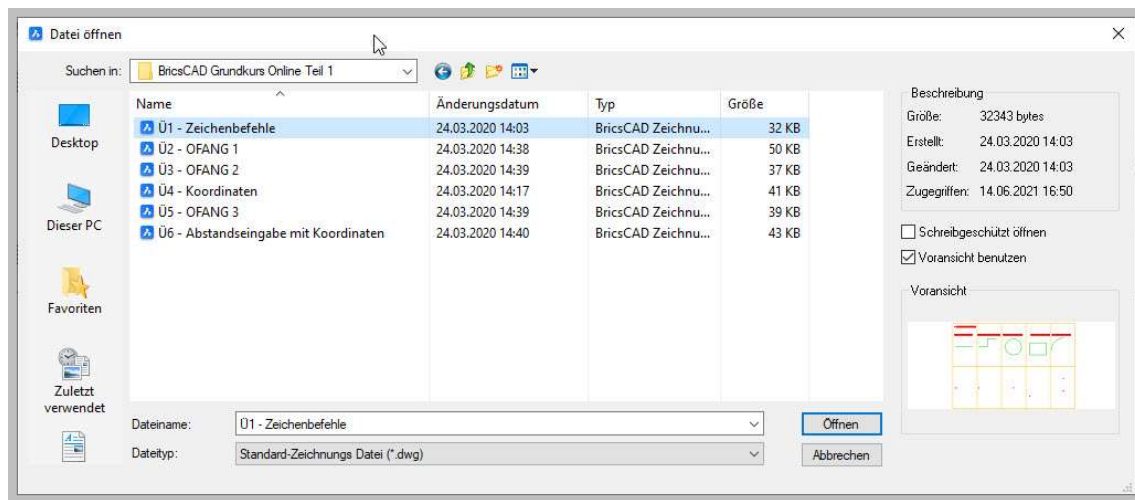 Datei öffnen
Suchen in: BricsCAD Grundkurs Online Teil 1
Desktop
Dieser PC
Favoriten
Zuletzt
verwendet
Name Änderungsdatum Typ Größe
Ü1 - Zeichenbefehle 24.03.2020 14:03 BricsCAD Zeichnu... 32 KB
Ü2 - OFANG 1 24.03.2020 14:38 BricsCAD Zeichnu... 50 KB
Ü3 - OFANG 2 24.03.2020 14:39 BricsCAD Zeichnu... 37 KB
Ü4 - Koordinaten 24.03.2020 14:17 BricsCAD Zeichnu... 41 KB
Ü5 - OFANG 3 24.03.2020 14:39 BricsCAD Zeichnu... 39 KB
Ü6 - Abstandseingabe mit Koordinaten 24.03.2020 14:40 BricsCAD Zeichnu... 43 KB
Dateiname: Ü1 - Zeichenbefehle Öffnen
Dateityp: Standard-Zeichnungs Datei (*.dwg) Abbrechen
Beschreibung
Größe: 32343 bytes
Erstellt: 24.03.2020 14:03
Geändert: 24.03.2020 14:03
Zugegriffen: 14.06.2021 16:50
Schreibgeschützt öffnen
Voransicht benutzen
Voransicht